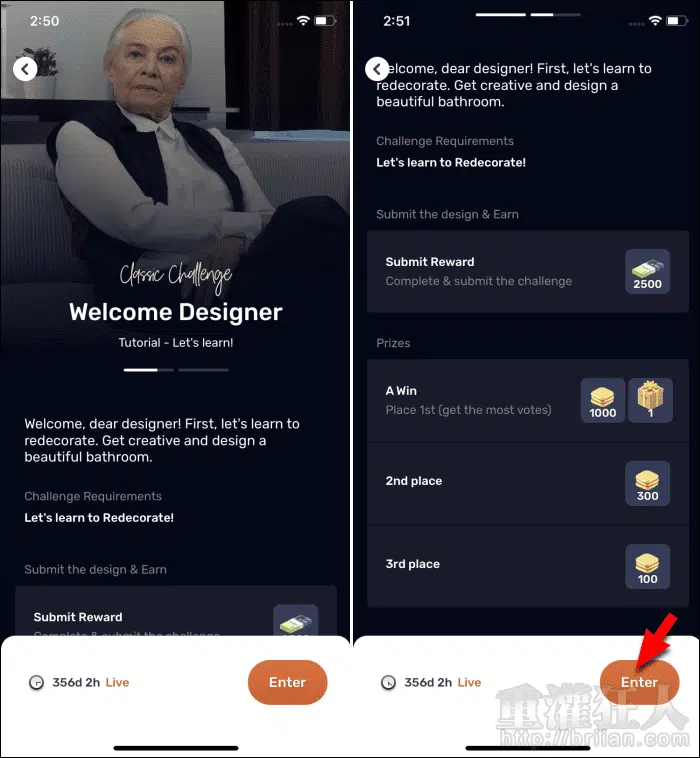 2:50
Classic Challenge
Welcome Designer
Tutorial - Let's learn!
Welcome, dear designer! First, let's learn to
redecorate. Get creative and design a
beautiful bathroom.
Challenge Requirements
Let's learn to Redecorate!
Submit the design & Earn
Submit Reward
Complete & submit the challenge
356d 2h Live
Enter
2:51
elcome, dear designer! First, let's learn to
redecorate. Get creative and design a
beautiful bathroom.
Challenge Requirements
Let's learn to Redecorate!
Submit the design & Earn
Submit Reward
Complete & submit the challenge
2500
Prizes
A Win
Place 1st (get the most votes)
1000
1
2nd place
300
3rd place
100
356d 2h Live
Enter
重灌狂人
http://briian.com